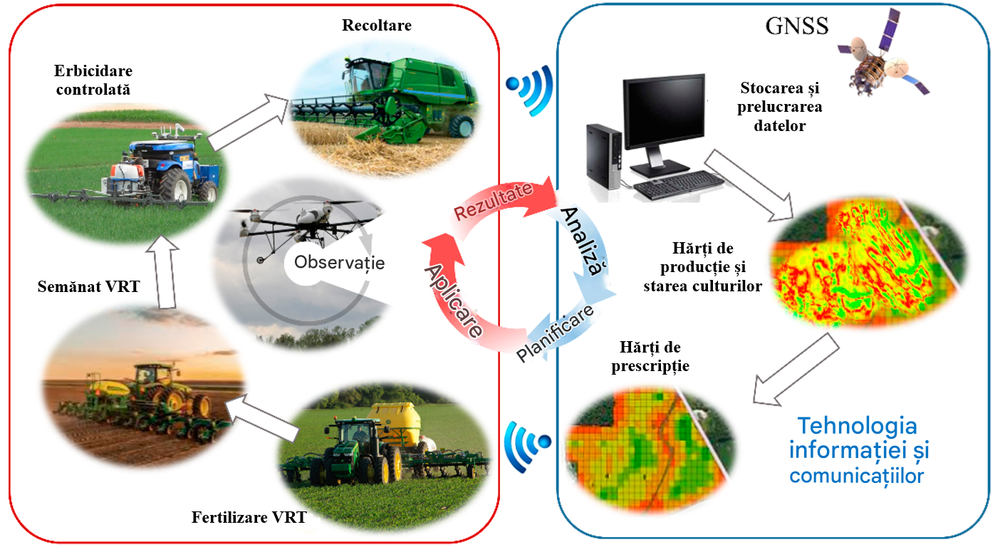 Recoltare
Erbicidare
controlată
Semănat VRT
Observație
Fertilizare VRT
Rezultate
Analiză
Planificare
Aplicare
GNSS
Stocarea și
prelucrarea
datelor
Hărți de
producție și
starea culturilor
Hărți de
prescripție
Tehnologia
informației și
comunicațiilor